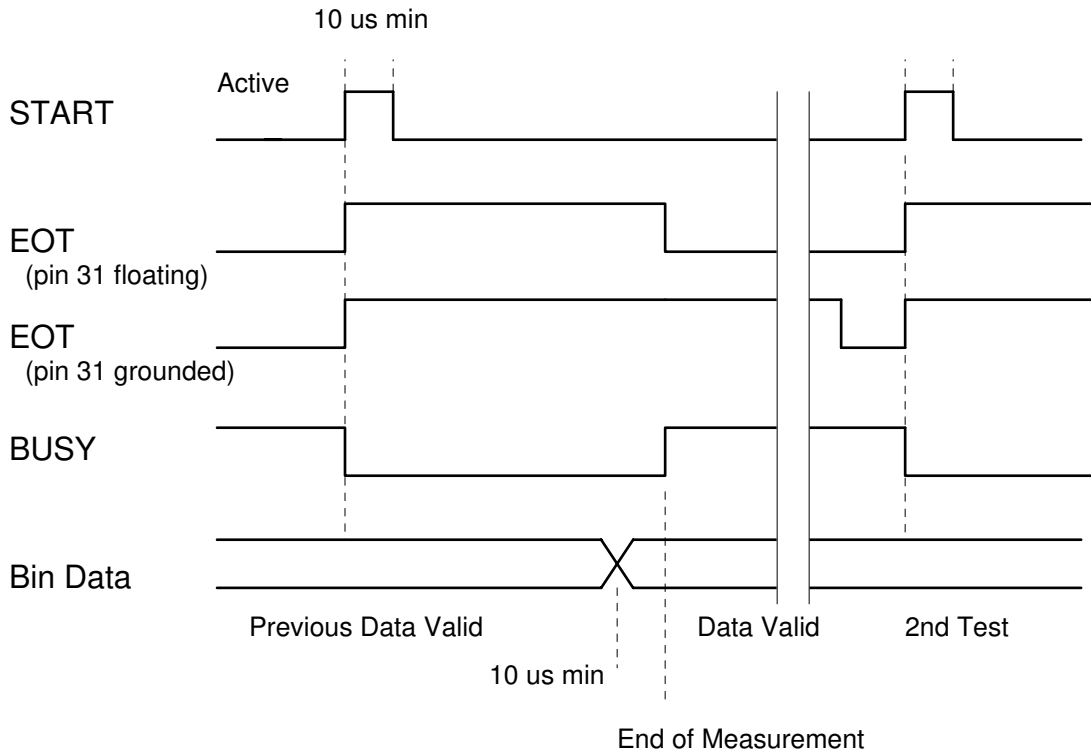 10 us min
Active
START
EOT
(pin 31 floating)
EOT
(pin 31 grounded)
BUSY
Bin Data
Previous Data Valid
Data Valid
2nd Test
10 us min
End of Measurement